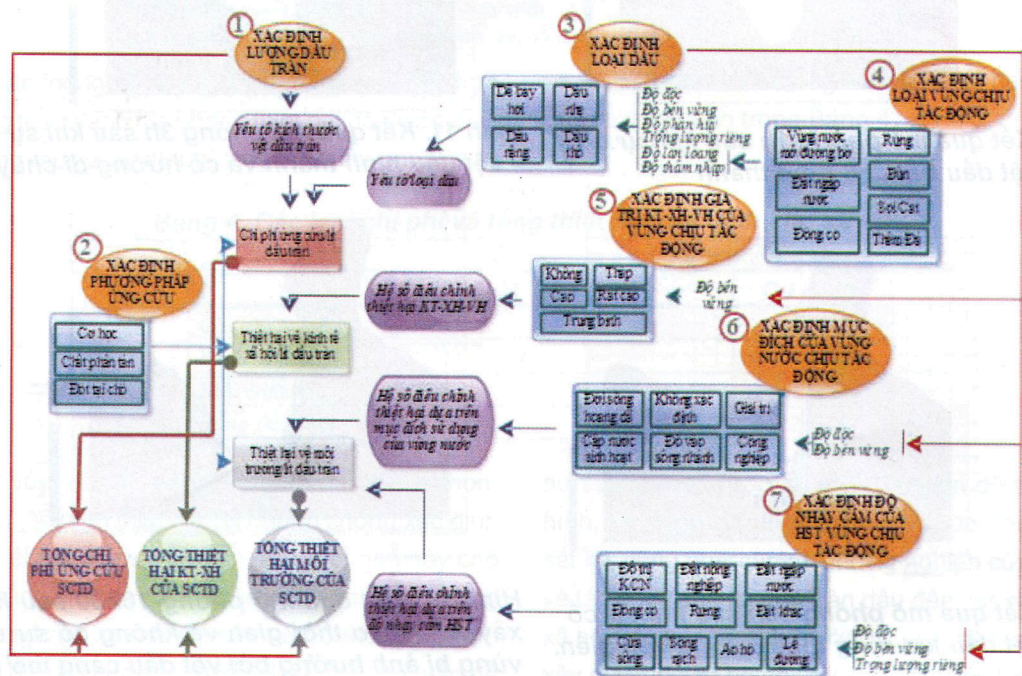 1
XÁC ĐỊNH
LƯỢNG DẦU
TRÀN
3
XÁC ĐỊNH
LOẠI DẦU
4
XÁC ĐỊNH
LOẠI VÙNG CHỊU
TÁC ĐỘNG
Yếu tố kích thước
vệt dầu tràn
Yếu tố loại dầu
Dễ bay
hơi
Dầu
nhẹ
Dầu
nặng
Dầu
thô
Độ độc
Độ bền vững
Độ phân hủy
Trọng lượng riêng
Độ lan loang
Độ thâm nhập
Vùng nước
mở đường bờ
Rừng
Đất ngập
nước
Bùn
Sỏi Cát
Đồng cỏ
Thềm Đá
2
XÁC ĐỊNH
PHƯƠNG PHÁP
ỨNG CỨU
Cơ học
Chất phân tán
Đốt tại chỗ
Chi phí ứng cứu/lít
dầu tràn
Thiệt hại về kinh tế
xã hội/lít dầu tràn
Thiệt hại về môi
trường/lít dầu tràn
5
XÁC ĐỊNH GIÁ
TRỊ KT-XH-VH CỦA
VÙNG CHỊU TÁC
ĐỘNG
Hệ số điều chỉnh
thiệt hại KT-XH-VH
Không
Thấp
Cao
Rất cao
Trung bình
Độ bền
vững
6
XÁC ĐỊNH MỤC
ĐÍCH CỦA VÙNG
NƯỚC CHỊU TÁC
ĐỘNG
Hệ số điều chỉnh
thiệt hại dựa trên
mục đích sử dụng
của vùng nước
Đời sống
hoang dã
Không xác
định
Giải trí
Cấp nước
sinh hoạt
Công
nghiệp
Độ độc
Độ bền vững
7
XÁC ĐỊNH ĐỘ
NHẠY CẢM CỦA
HST VÙNG CHỊU
TÁC ĐỘNG
Hệ số điều chỉnh
thiệt hại dựa trên
độ nhạy cảm HST
Đô thị
KCN
Đất nông
nghiệp
Đất ngập
nước
Đồng cỏ
Rừng
Đất khác
Cửa
sông
Sông
rạch
Ao hồ
Lề
đường
Độ độc
Độ bền vững
Trọng lượng riêng
TỔNG CHI
PHÍ ỨNG CỨU
SCTD
TỔNG THIỆT
HẠI KT-XH
CỦA SCTD
TỔNG THIỆT
HẠI MÔI
TRƯỜNG CỦA
SCTD